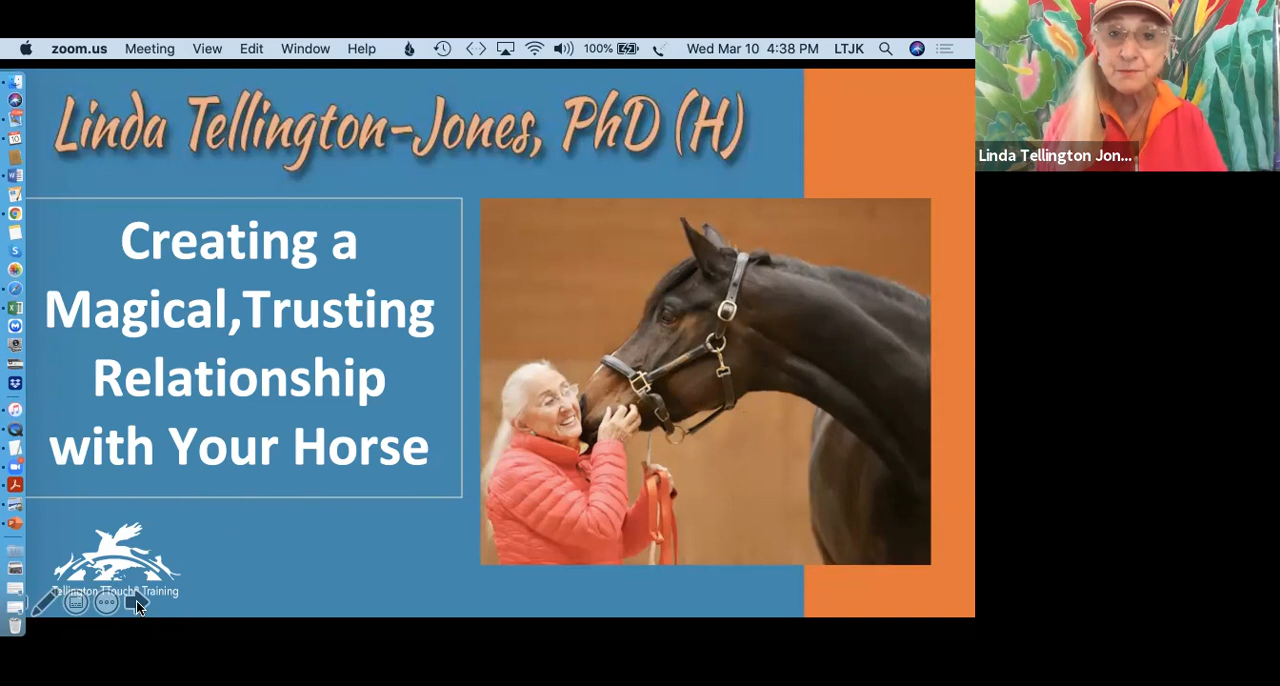 zoom.us Meeting View Edit Window Help 100% Wed Mar 10 4:38 PM LTJK
Linda Tellington Jon...
Linda Tellington-Jones, PhD (H)
Creating a
Magical,Trusting
Relationship
with Your Horse
Tellington TTouch® Training